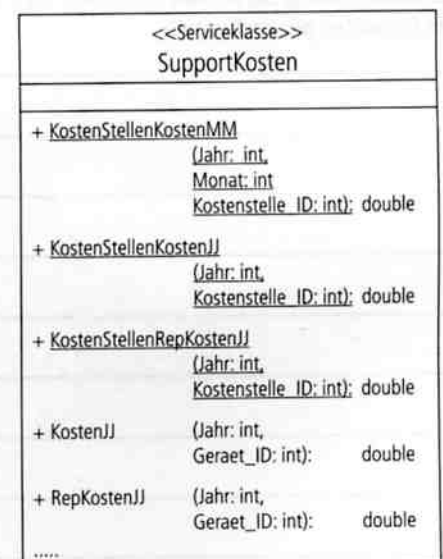 <<Serviceklasse>>
SupportKosten
+ KostenStellenKostenMM
(Jahr: int,
Monat: int
Kostenstelle_ID: int): double
+ KostenStellenKostenJJ
(Jahr: int,
Kostenstelle_ID: int): double
+ KostenStellenRepKostenJJ
(Jahr: int,
Kostenstelle_ID: int): double
+ KostenJJ (Jahr: int,
Geraet_ID: int): double
+ RepKostenJJ (Jahr: int,
Geraet_ID: int): double
.....